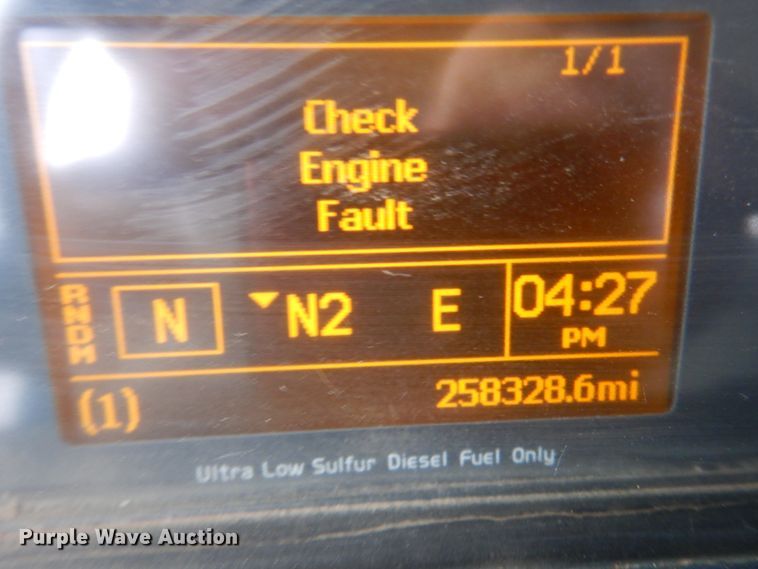 1/1
Check
Engine
Fault
RNDM
N N2 E 04:27
PM
(1) 258328.6mi
Ultra Low Sulfur Diesel Fuel Only
Purple Wave Auction